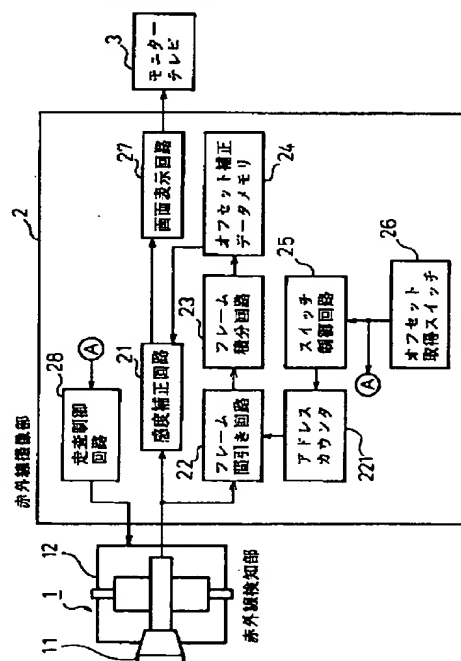 赤外線撮像部
2
28
走査制御
回路
A
21
感度補正回路
27
画面表示回路
3
モニター
テレビ
22
フレーム
間引き回路
23
フレーム
積分回路
24
オフセット補正
データメモリ
221
アドレス
カウンタ
25
スイッチ
制御回路
26
オフセット
取得スイッチ
A
1
11
12
赤外線検知部